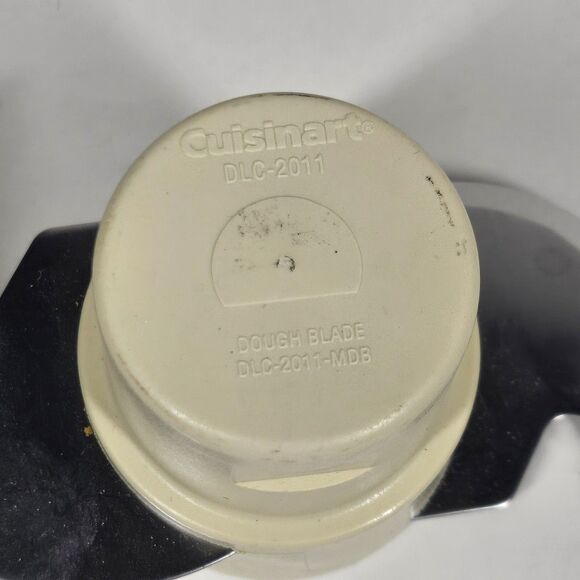 Cuisinart®
DLC-2011
DOUGH BLADE
DLC-2011-MDB